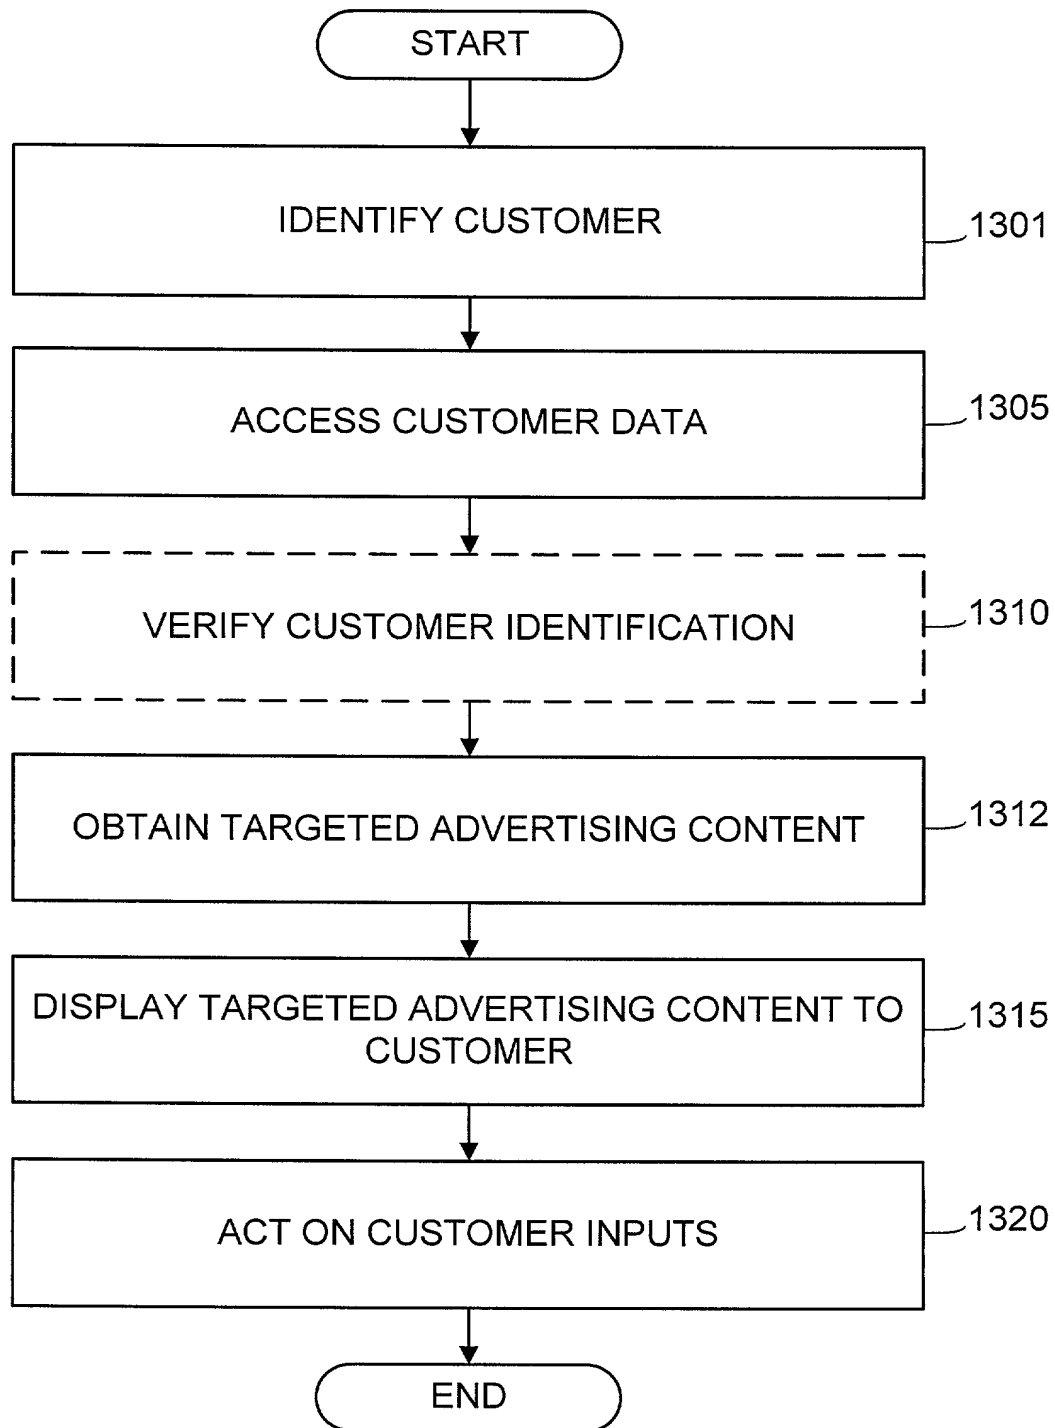 START
IDENTIFY CUSTOMER
1301
ACCESS CUSTOMER DATA
1305
VERIFY CUSTOMER IDENTIFICATION
1310
OBTAIN TARGETED ADVERTISING CONTENT
1312
DISPLAY TARGETED ADVERTISING CONTENT TO
CUSTOMER
1315
ACT ON CUSTOMER INPUTS
1320
END